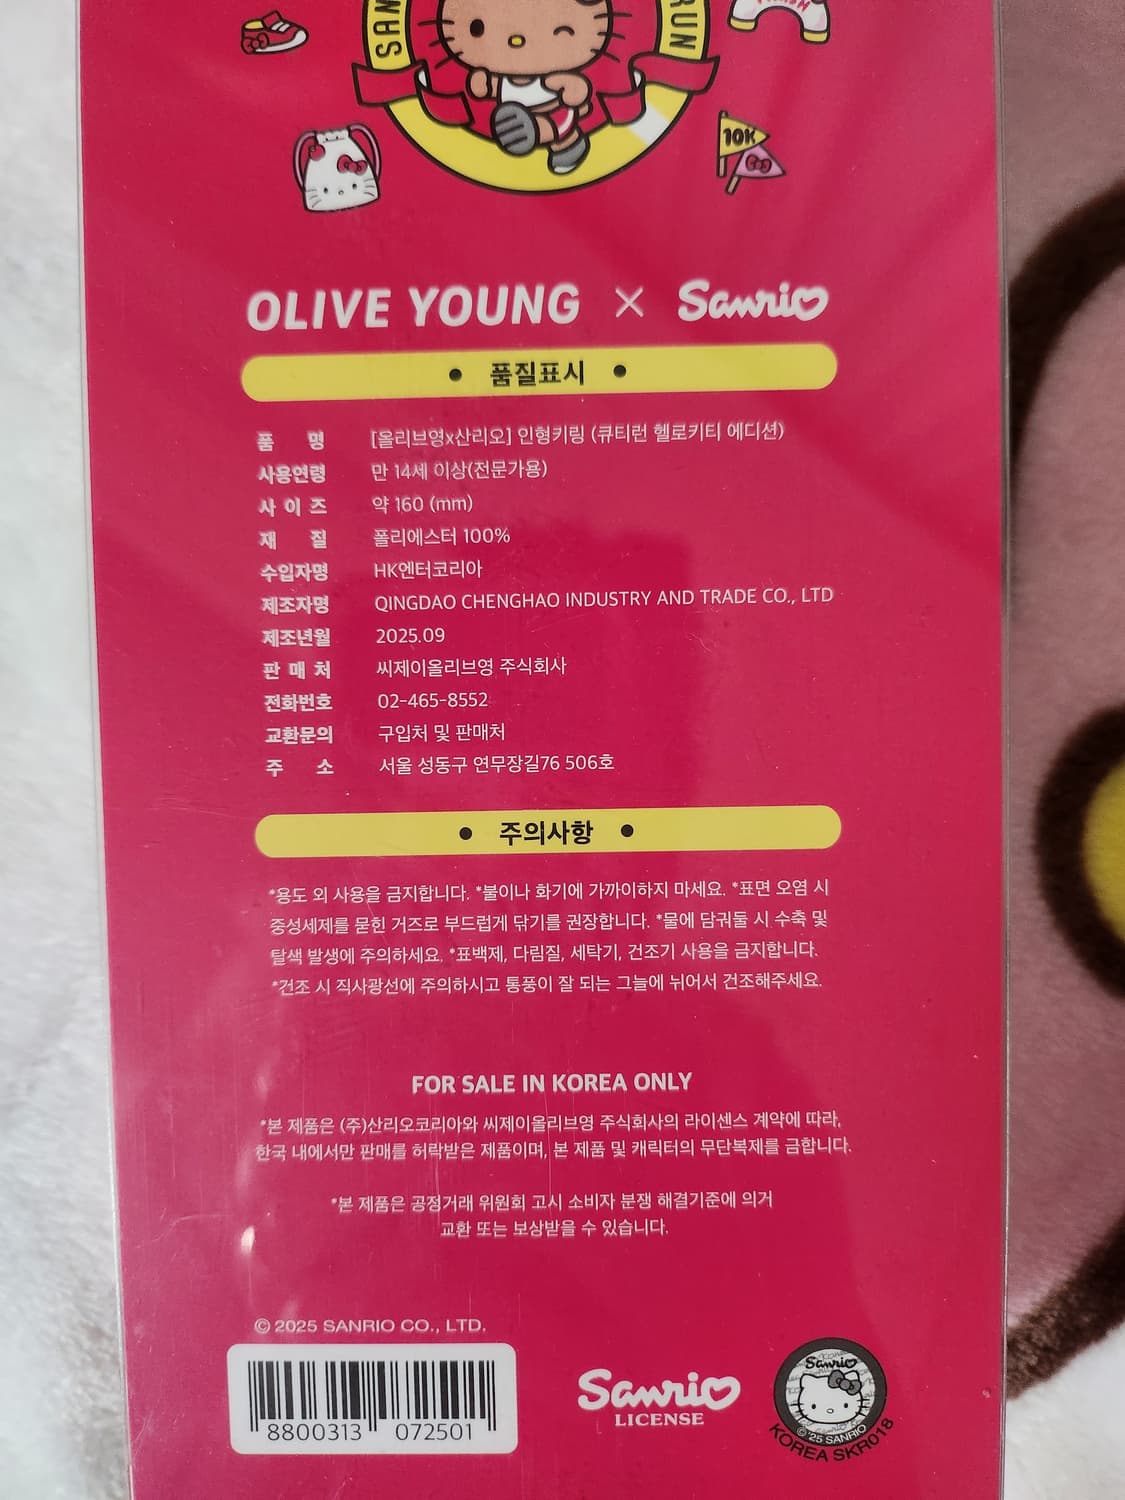 SAN
RUN
10K
OLIVE YOUNG × Sanrio
• 품질표시 •
품 명 [올리브영x산리오] 인형키링 (큐티런 헬로키티 에디션)
사용연령 만 14세 이상(전문가용)
사 이 즈 약 160 (mm)
재 질 폴리에스터 100%
수입자명 HK엔터코리아
제조자명 QINGDAO CHENGHAO INDUSTRY AND TRADE CO., LTD
제조년월 2025.09
판 매 처 씨제이올리브영 주식회사
전화번호 02-465-8552
교환문의 구입처 및 판매처
주 소 서울 성동구 연무장길76 506호
• 주의사항 •
*용도 외 사용을 금지합니다. *불이나 화기에 가까이하지 마세요. *표면 오염 시
중성세제를 묻힌 거즈로 부드럽게 닦기를 권장합니다. *물에 담궈둘 시 수축 및
탈색 발생에 주의하세요. *표백제, 다림질, 세탁기, 건조기 사용을 금지합니다.
*건조 시 직사광선에 주의하시고 통풍이 잘 되는 그늘에 뉘어서 건조해주세요.
FOR SALE IN KOREA ONLY
*본 제품은 (주)산리오코리아와 씨제이올리브영 주식회사의 라이센스 계약에 따라,
한국 내에서만 판매를 허락받은 제품이며, 본 제품 및 캐릭터의 무단복제를 금합니다.
*본 제품은 공정거래 위원회 고시 소비자 분쟁 해결기준에 의거
교환 또는 보상받을 수 있습니다.
© 2025 SANRIO CO., LTD.
8800313 072501
Sanrio
LICENSE
Sanrio
© '25 SANRIO
KOREA SKR018